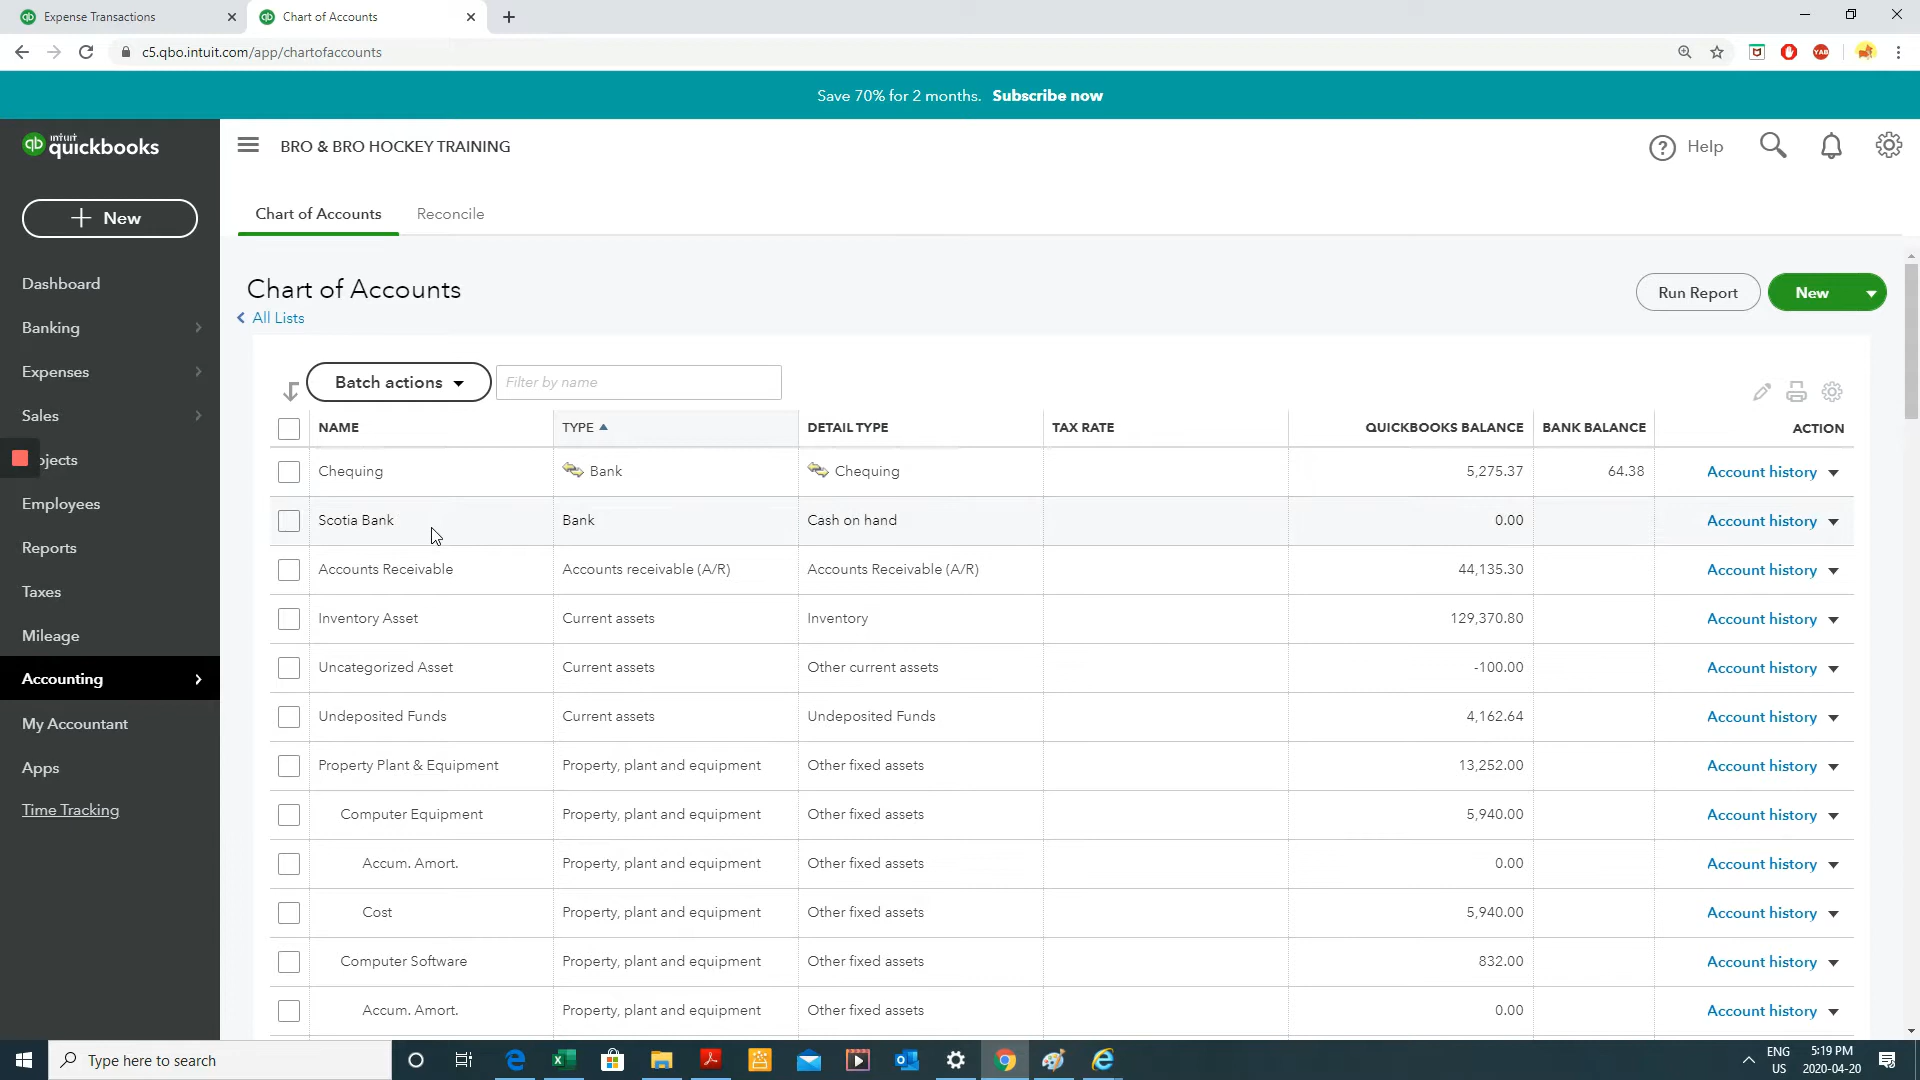 Expense Transactions
Chart of Accounts
c5.qbo.intuit.com/app/chartofaccounts
YAB
Save 70% for 2 months. Subscribe now
qb intuit quickbooks
BRO & BRO HOCKEY TRAINING
? Help
+ New
Chart of Accounts Reconcile
Dashboard
Banking
Expenses
Sales
ojects
Employees
Reports
Taxes
Mileage
Accounting
My Accountant
Apps
Time Tracking
Chart of Accounts
All Lists
Run Report New
Batch actions Filter by name
NAME TYPE DETAIL TYPE TAX RATE QUICKBOOKS BALANCE BANK BALANCE ACTION
Chequing Bank Chequing 5,275.37 64.38 Account history
Scotia Bank Bank Cash on hand 0.00 Account history
Accounts Receivable Accounts receivable (A/R) Accounts Receivable (A/R) 44,135.30 Account history
Inventory Asset Current assets Inventory 129,370.80 Account history
Uncategorized Asset Current assets Other current assets -100.00 Account history
Undeposited Funds Current assets Undeposited Funds 4,162.64 Account history
Property Plant & Equipment Property, plant and equipment Other fixed assets 13,252.00 Account history
Computer Equipment Property, plant and equipment Other fixed assets 5,940.00 Account history
Accum. Amort. Property, plant and equipment Other fixed assets 0.00 Account history
Cost Property, plant and equipment Other fixed assets 5,940.00 Account history
Computer Software Property, plant and equipment Other fixed assets 832.00 Account history
Accum. Amort. Property, plant and equipment Other fixed assets 0.00 Account history
Type here to search
ENG
US
5:19 PM
2020-04-20